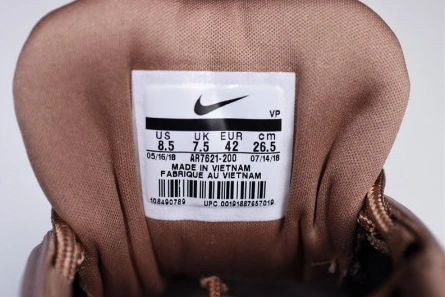 VP
US UK EUR cm
8.5 7.5 42 26.5
05/16/18 AR7621-200 07/14/18
MADE IN VIETNAM
FABRIQUE AU VIETNAM
108490789 UPC 00191887657019